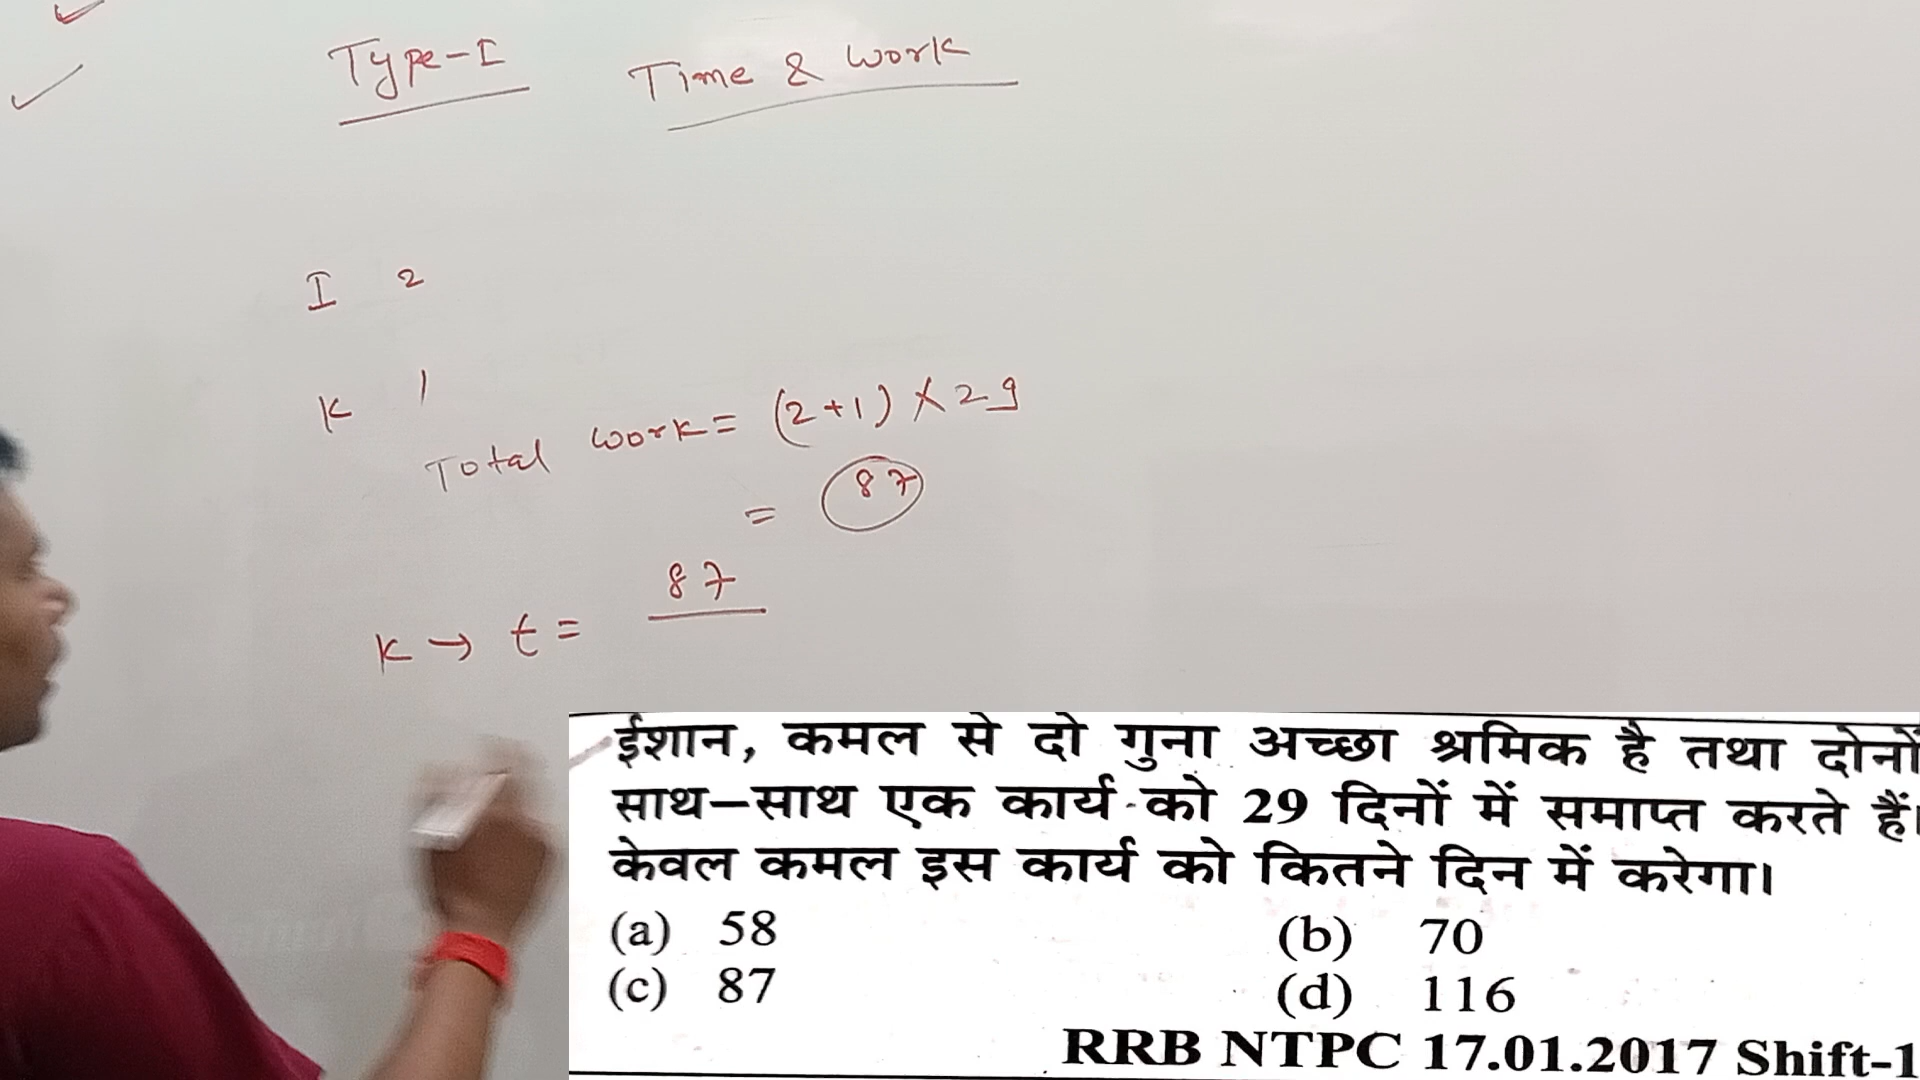 Type-I Time & Work
I 2
K 1
Total Work = (2+1) × 29
= 87
K → t = 87
ईशान, कमल से दो गुना अच्छा श्रमिक है तथा दोनों
साथ–साथ एक कार्य को 29 दिनों में समाप्त करते हैं।
केवल कमल इस कार्य को कितने दिन में करेगा।
(a) 58 (b) 70
(c) 87 (d) 116
RRB NTPC 17.01.2017 Shift-1